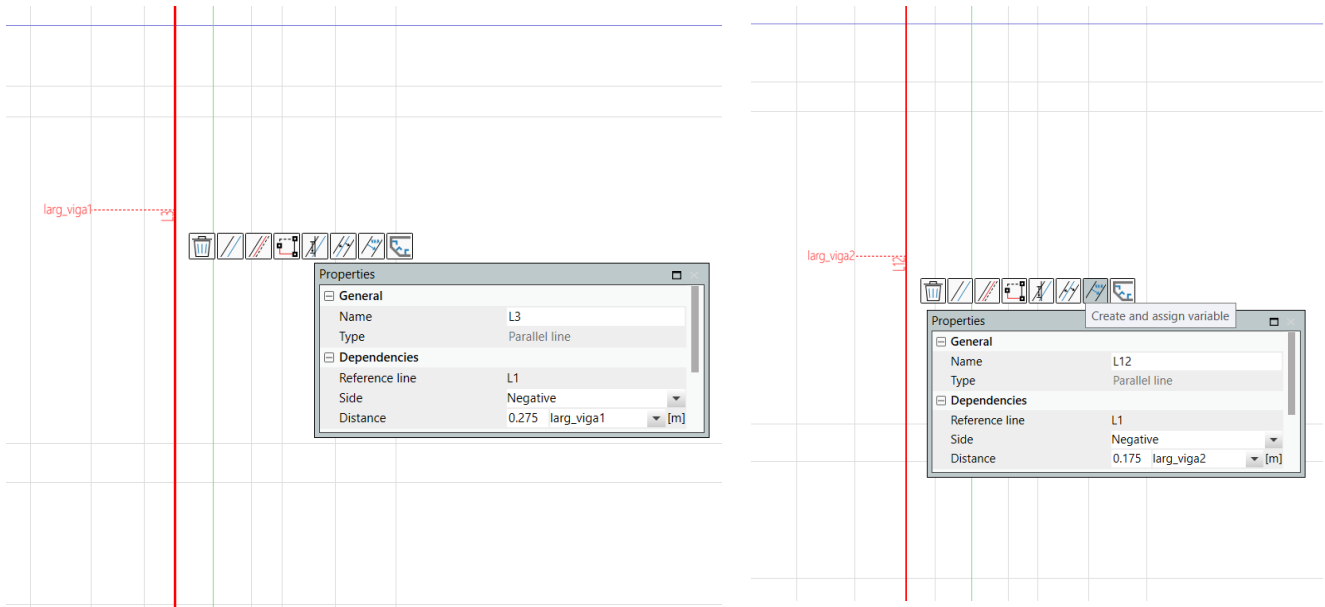 larg_viga1
L3
Properties
General
Name L3
Type Parallel line
Dependencies
Reference line L1
Side Negative
Distance 0.275 larg_viga1 [m]
larg_viga2
L12
Create and assign variable
Properties
General
Name L12
Type Parallel line
Dependencies
Reference line L1
Side Negative
Distance 0.175 larg_viga2 [m]